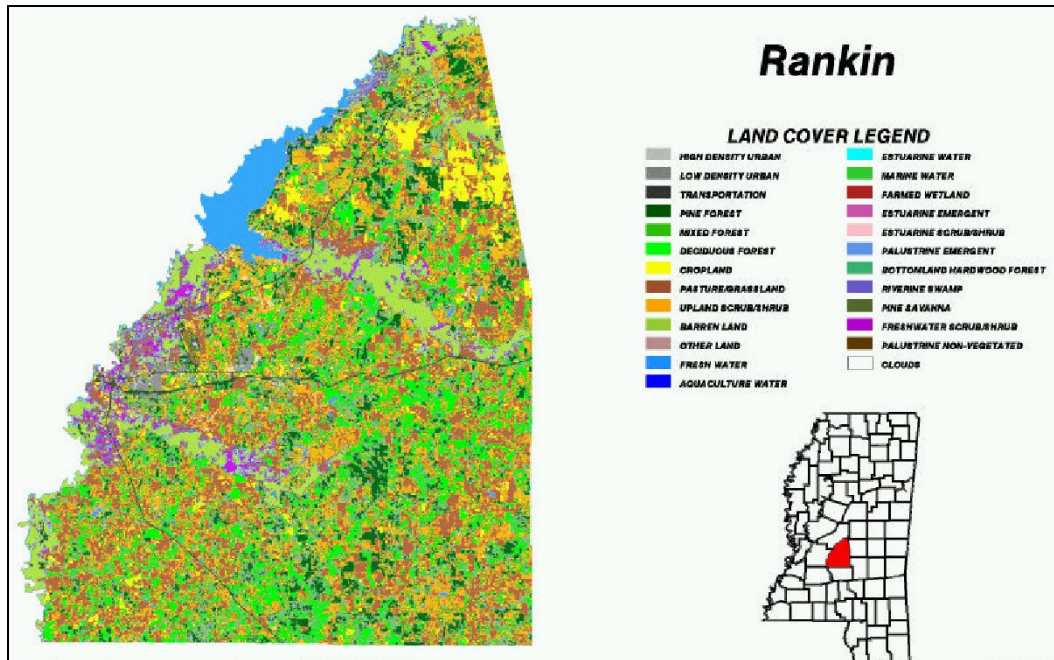 Rankin
LAND COVER LEGEND
HIGH DENSITY URBAN
LOW DENSITY URBAN
TRANSPORTATION
PINE FOREST
MIXED FOREST
DECIDUOUS FOREST
CROPLAND
PASTURE/GRASSLAND
UPLAND SCRUB/SHRUB
BARREN LAND
OTHER LAND
FRESH WATER
AQUACULTURE WATER
ESTUARINE WATER
MARINE WATER
FARMED WETLAND
ESTUARINE EMERGENT
ESTUARINE SCRUB/SHRUB
PALUSTRINE EMERGENT
BOTTOMLAND HARDWOOD FOREST
RIVERINE SWAMP
PINE SAVANNA
FRESHWATER SCRUB/SHRUB
PALUSTRINE NON-VEGETATED
CLOUDS